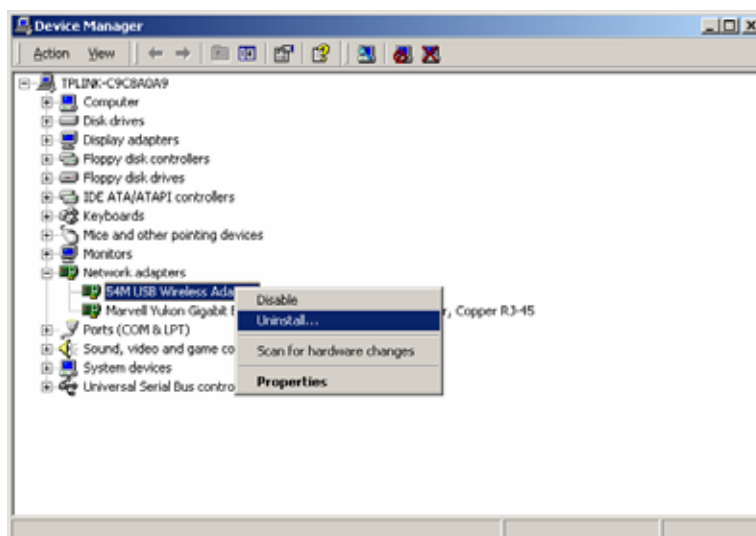 Device Manager
Action View
TPLINK-C9C8A0A9
Computer
Disk drives
Display adapters
Floppy disk controllers
Floppy disk drives
IDE ATA/ATAPI controllers
Keyboards
Mice and other pointing devices
Monitors
Network adapters
54M USB Wireless Ada
Disable
Marvell Yukon Gigabit E r, Copper RJ-45
Uninstall...
Ports (COM & LPT)
Sound, video and game co
Scan for hardware changes
System devices
Universal Serial Bus contro
Properties